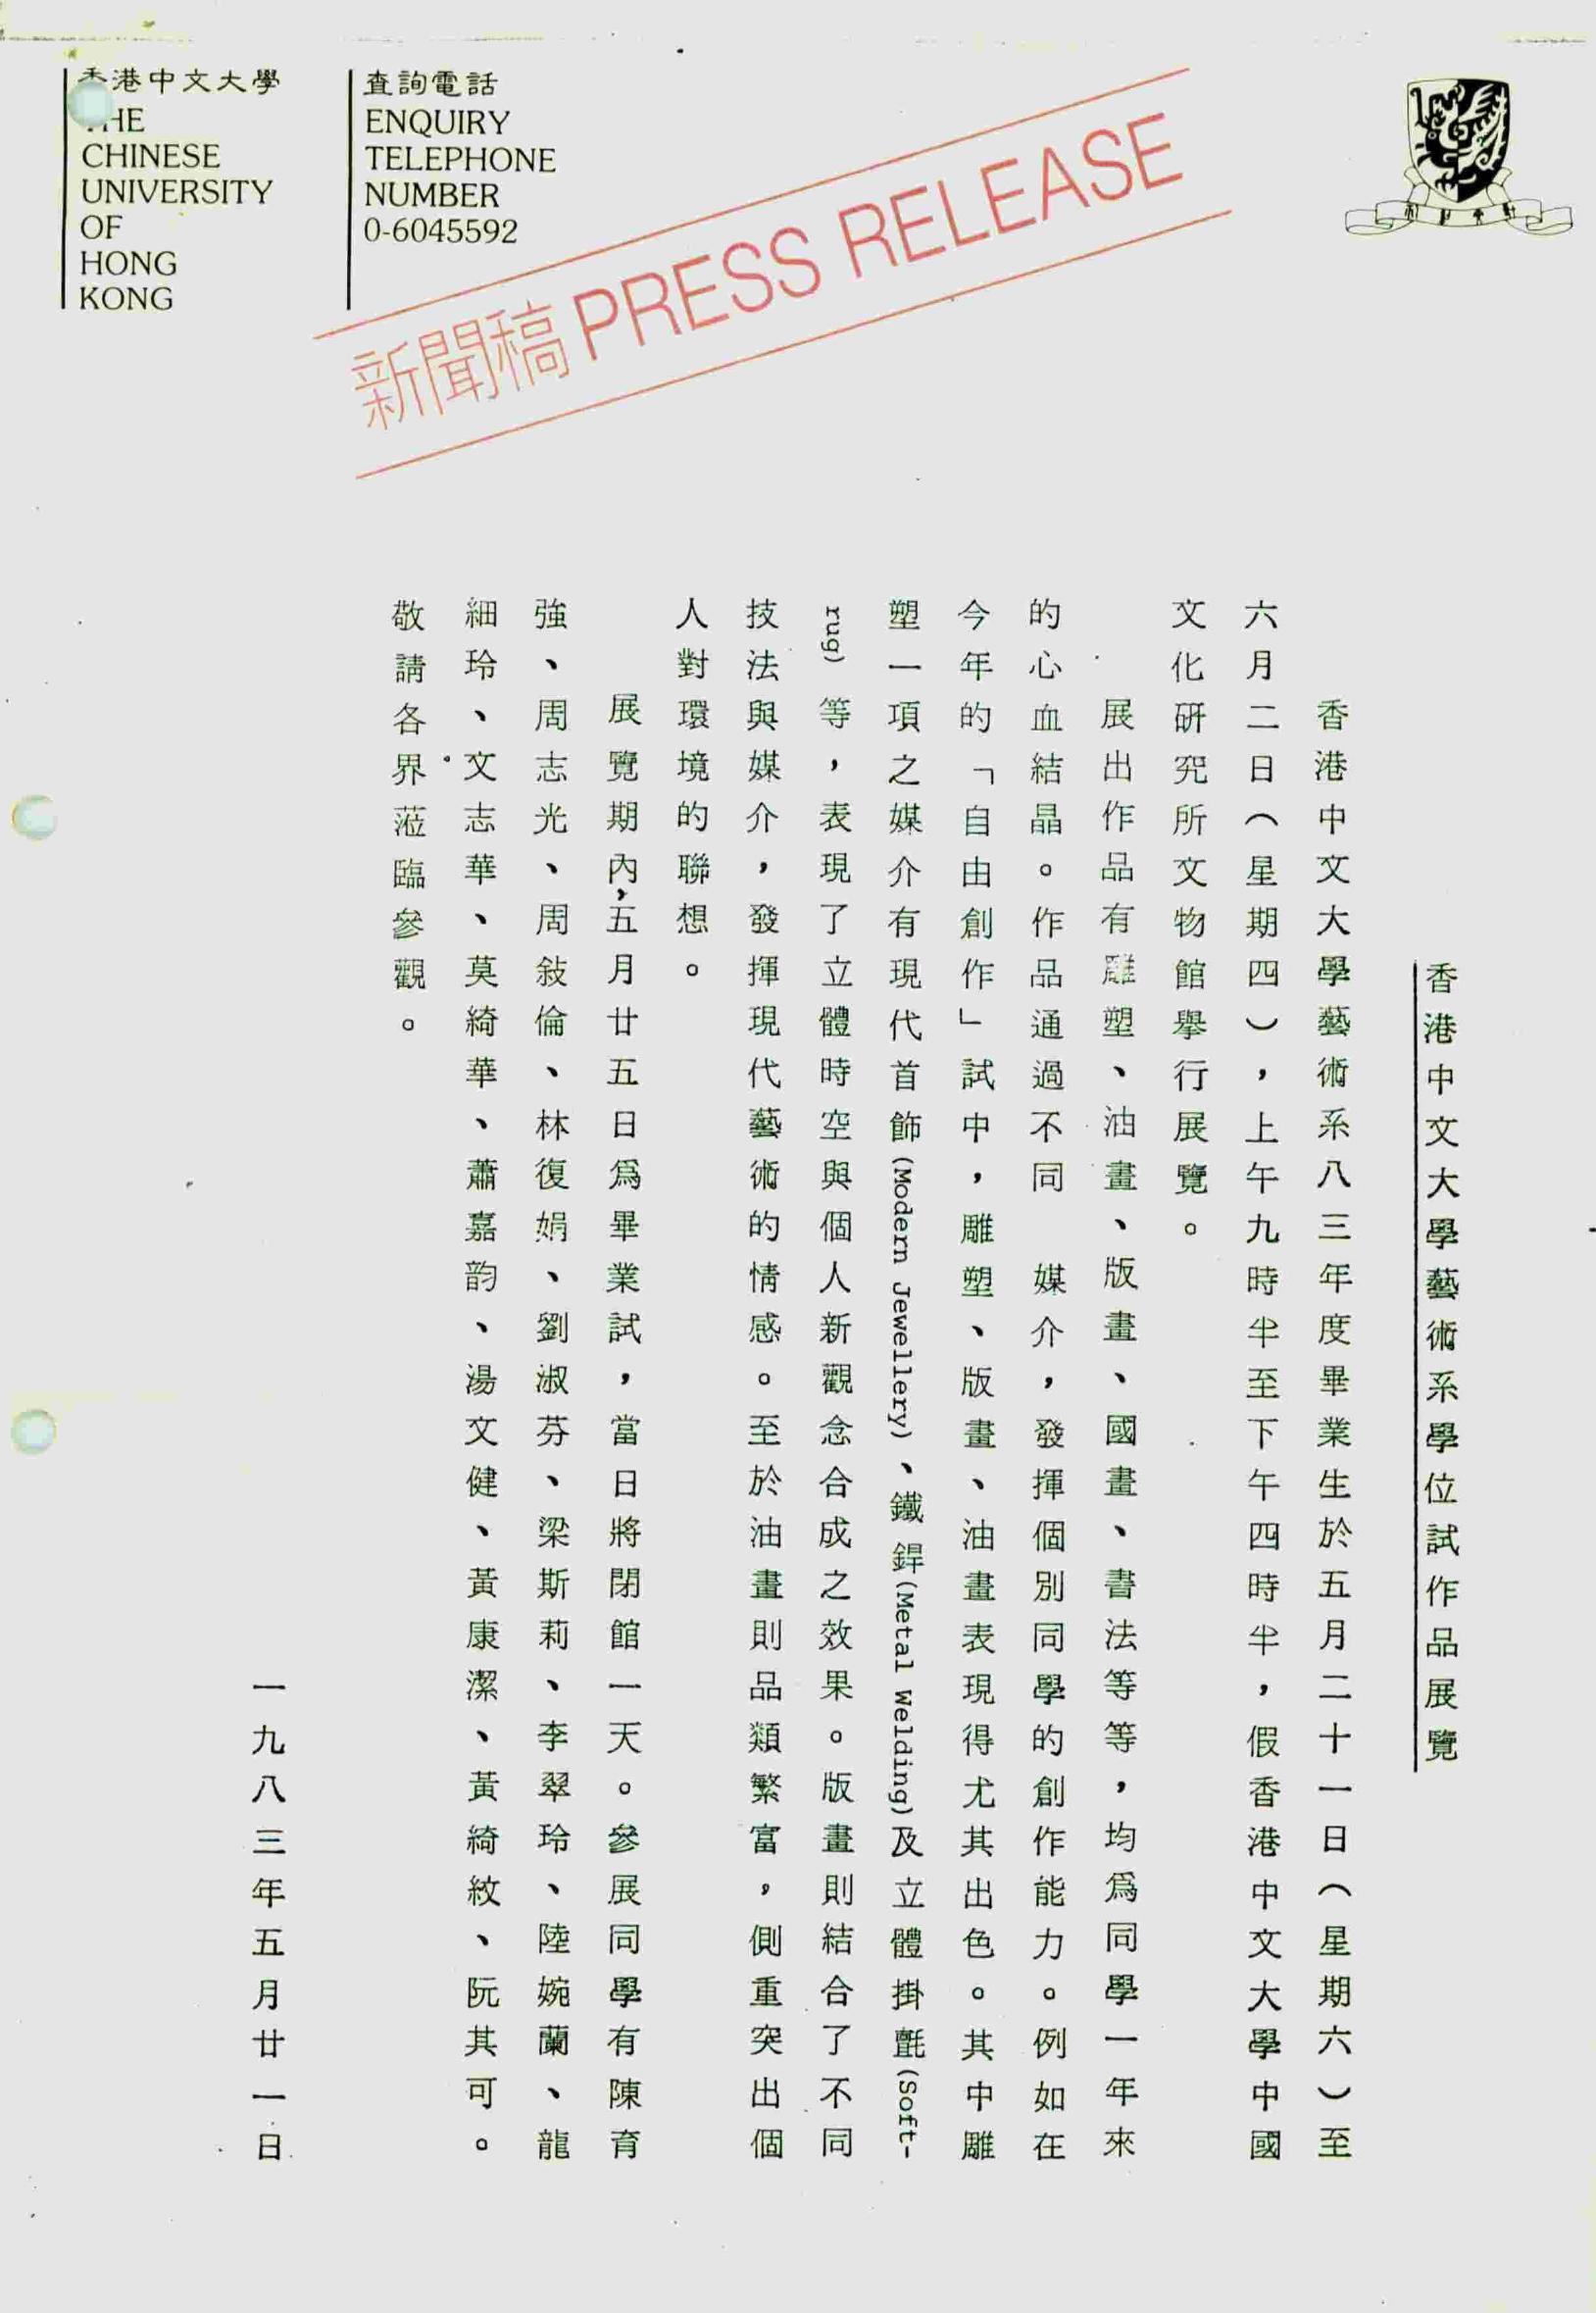 香港中文大學
THE
CHINESE
UNIVERSITY
OF
HONG
KONG
查詢電話
ENQUIRY
TELEPHONE
NUMBER
0-6045592
新聞稿 PRESS RELEASE
香港中文大學藝術系學位試作品展覽
香港中文大學藝術系八三年度畢業生於五月二十一日（星期六）至
六月二日（星期四），上午九時半至下午四時半，假香港中文大學中國
文化研究所文物館舉行展覽。
展出作品有雕塑、油畫、版畫、國畫、書法等等，均爲同學一年來
的心血結晶。作品通過不同 媒介，發揮個別同學的創作能力。例如在
今年的「自由創作」試中，雕塑、版畫、油畫表現得尤其出色。其中雕
塑一項之媒介有現代首飾(Modern Jewellery)、鐵銲(Metal Welding)及立體掛氈(Soft-
rug) 等，表現了立體時空與個人新觀念合成之效果。版畫則結合了不同
技法與媒介，發揮現代藝術的情感。至於油畫則品類繁富，側重突出個
人對環境的聯想。
展覽期內，五月廿五日爲畢業試，當日將閉館一天。參展同學有陳育
強、周志光、周敍倫、林復娟、劉淑芬、梁斯莉、李翠玲、陸婉蘭、龍
細玲、文志華、莫綺華、蕭嘉韵、湯文健、黃康潔、黃綺紋、阮其可。
敬請各界蒞臨參觀。
一九八三年五月廿一日